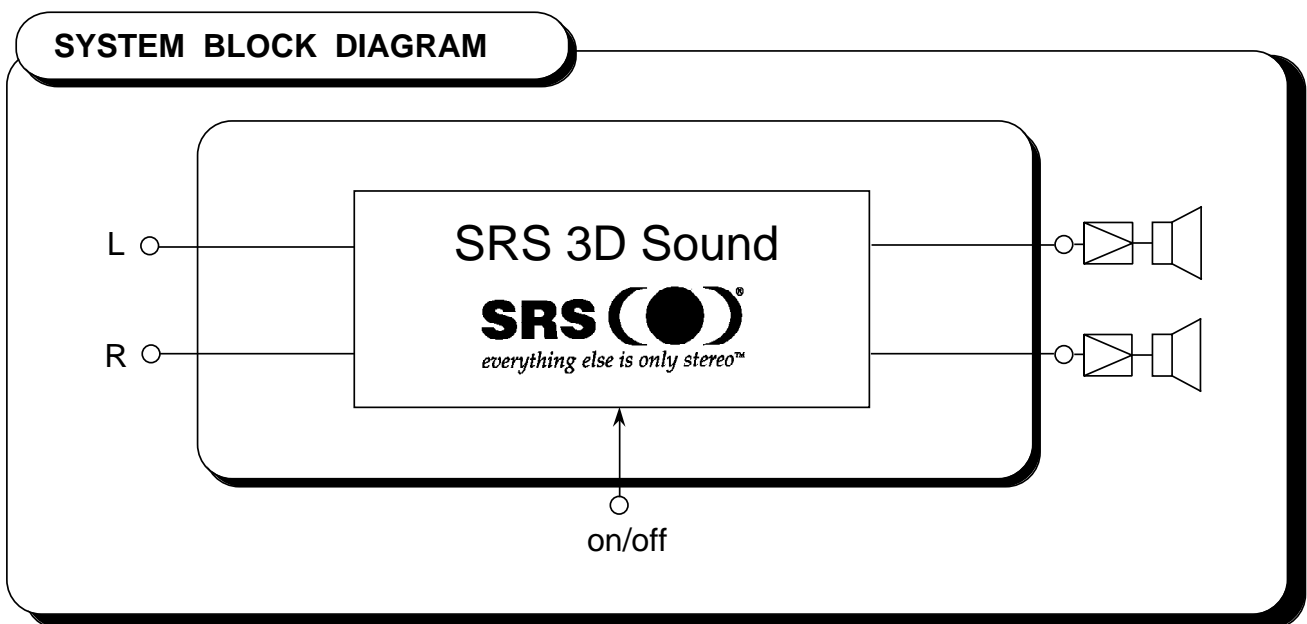 SYSTEM BLOCK DIAGRAM
L
R
SRS 3D Sound
SRS ®
everything else is only stereo™
on/off